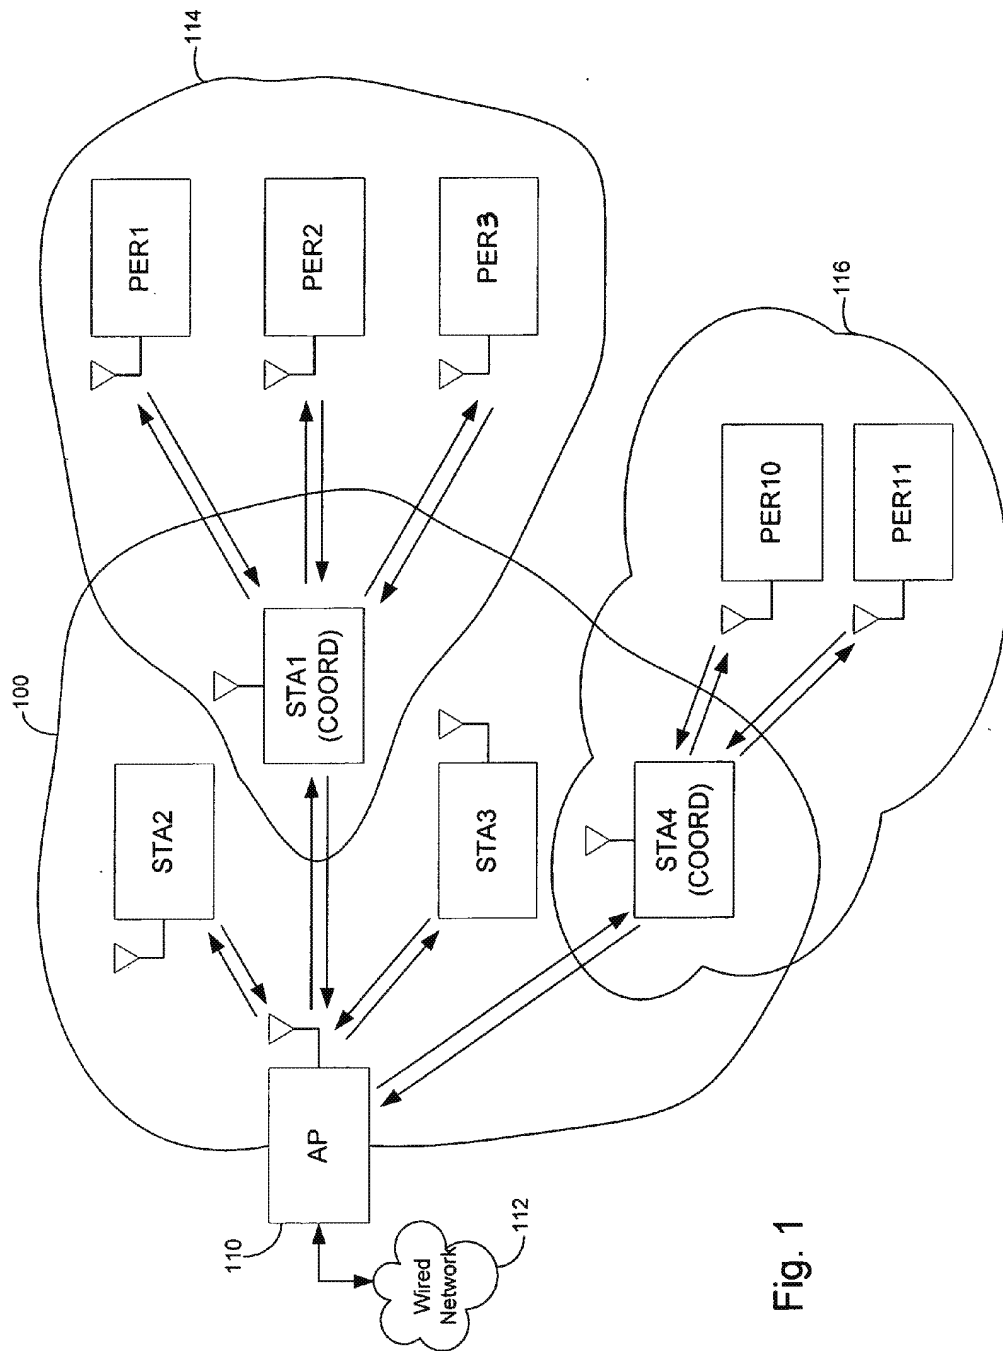 100
114
STA2
PER1
STA1
(COORD)
PER2
AP
110
STA3
PER3
Wired
Network
112
STA4
(COORD)
PER10
PER11
116
Fig. 1